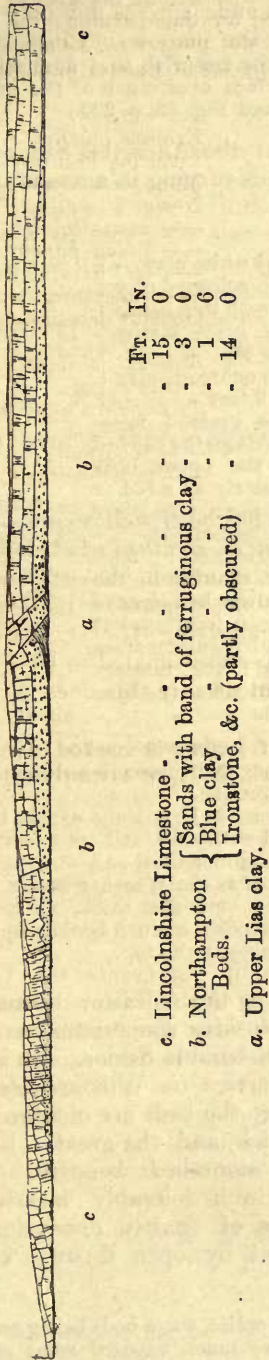 c b a b c
FT. IN.
c. Lincolnshire Limestone - - - - 15 0
b. Northampton Beds. { Sands with band of ferruginous clay - - 3 0
Blue clay - - - 1 6
Ironstone, &c. (partly obscured) - 14 0
a. Upper Lias clay.